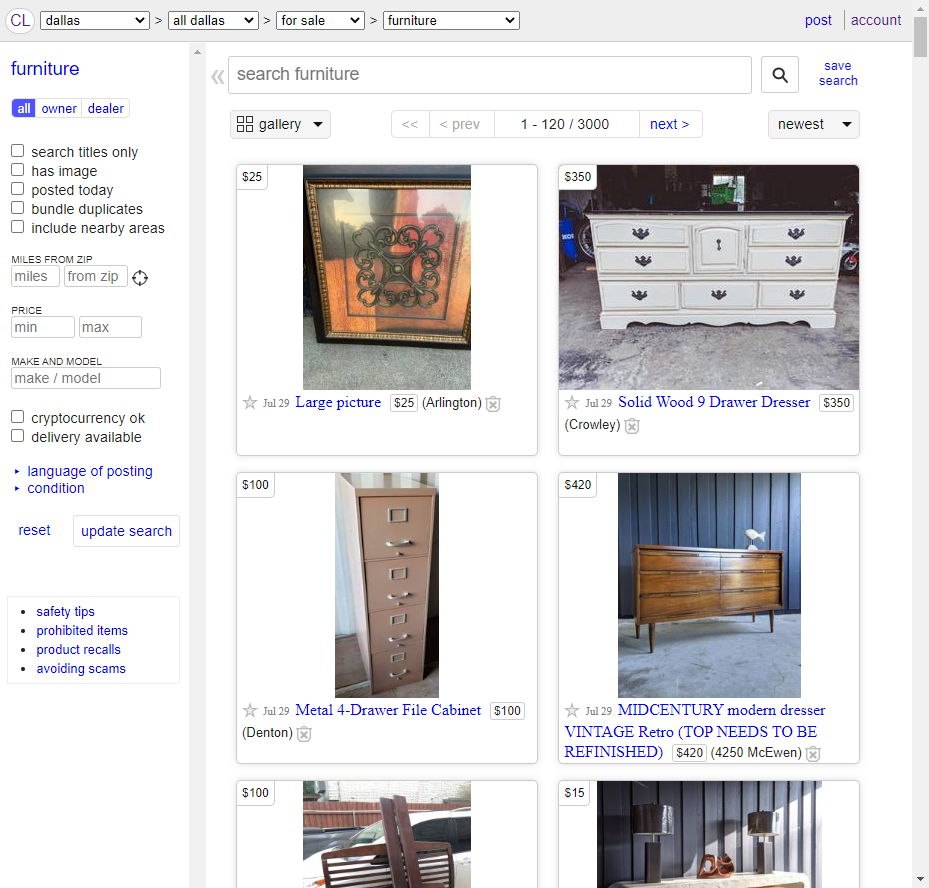 CL dallas > all dallas > for sale > furniture post account
furniture
all owner dealer
search titles only
has image
posted today
bundle duplicates
include nearby areas
MILES FROM ZIP
miles from zip
PRICE
min max
MAKE AND MODEL
make / model
cryptocurrency ok
delivery available
‣ language of posting
‣ condition
reset update search
• safety tips
• prohibited items
• product recalls
• avoiding scams
« search furniture
save
search
gallery << < prev 1 - 120 / 3000 next > newest
$25
☆ Jul 29 Large picture $25 (Arlington)
$350
☆ Jul 29 Solid Wood 9 Drawer Dresser $350
(Crowley)
$100
☆ Jul 29 Metal 4-Drawer File Cabinet $100
(Denton)
$420
☆ Jul 29 MIDCENTURY modern dresser
VINTAGE Retro (TOP NEEDS TO BE
REFINISHED) $420 (4250 McEwen)
$100
$15